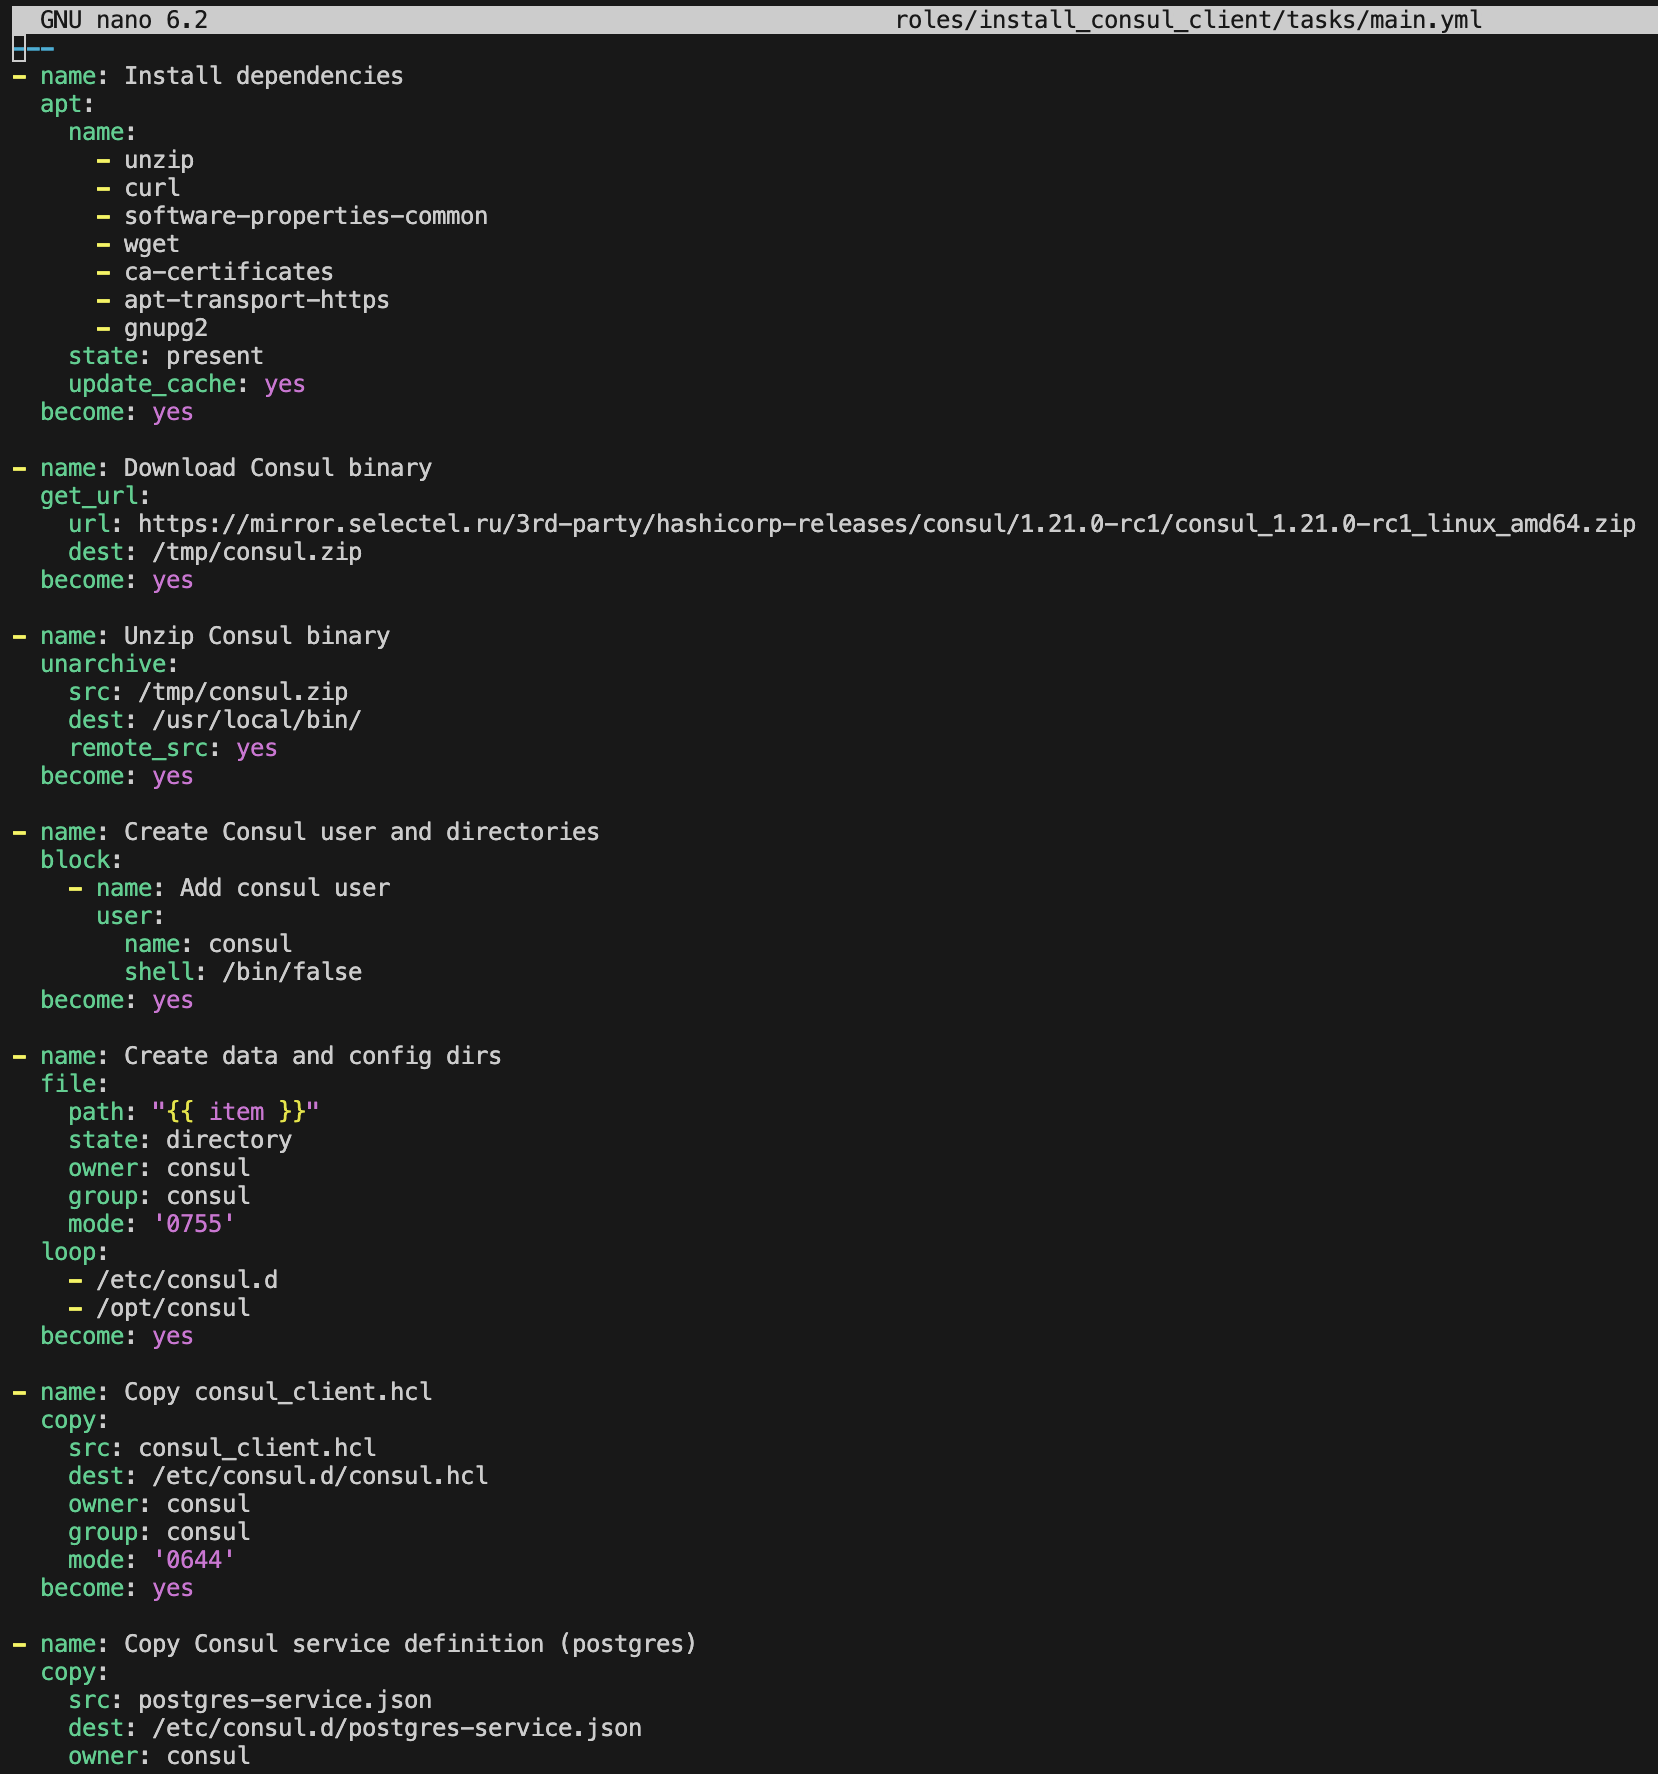 GNU nano 6.2 roles/install_consul_client/tasks/main.yml
---
- name: Install dependencies
  apt:
    name:
      - unzip
      - curl
      - software-properties-common
      - wget
      - ca-certificates
      - apt-transport-https
      - gnupg2
    state: present
    update_cache: yes
  become: yes

- name: Download Consul binary
  get_url:
    url: https://mirror.selectel.ru/3rd-party/hashicorp-releases/consul/1.21.0-rc1/consul_1.21.0-rc1_linux_amd64.zip
    dest: /tmp/consul.zip
  become: yes

- name: Unzip Consul binary
  unarchive:
    src: /tmp/consul.zip
    dest: /usr/local/bin/
    remote_src: yes
  become: yes

- name: Create Consul user and directories
  block:
    - name: Add consul user
      user:
        name: consul
        shell: /bin/false
  become: yes

- name: Create data and config dirs
  file:
    path: "{{ item }}"
    state: directory
    owner: consul
    group: consul
    mode: '0755'
  loop:
    - /etc/consul.d
    - /opt/consul
  become: yes

- name: Copy consul_client.hcl
  copy:
    src: consul_client.hcl
    dest: /etc/consul.d/consul.hcl
    owner: consul
    group: consul
    mode: '0644'
  become: yes

- name: Copy Consul service definition (postgres)
  copy:
    src: postgres-service.json
    dest: /etc/consul.d/postgres-service.json
    owner: consul